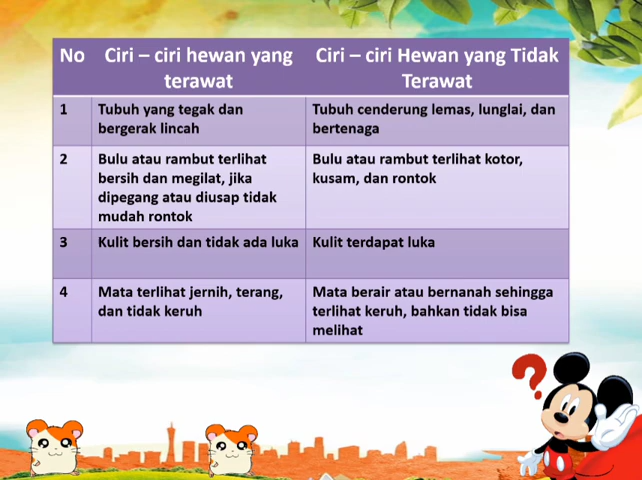 No
Ciri – ciri hewan yang
terawat
Ciri – ciri Hewan yang Tidak
Terawat
1
Tubuh yang tegak dan
bergerak lincah
Tubuh cenderung lemas, lunglai, dan
bertenaga
2
Bulu atau rambut terlihat
bersih dan megilat, jika
dipegang atau diusap tidak
mudah rontok
Bulu atau rambut terlihat kotor,
kusam, dan rontok
3
Kulit bersih dan tidak ada luka
Kulit terdapat luka
4
Mata terlihat jernih, terang,
dan tidak keruh
Mata berair atau bernanah sehingga
terlihat keruh, bahkan tidak bisa
melihat
?